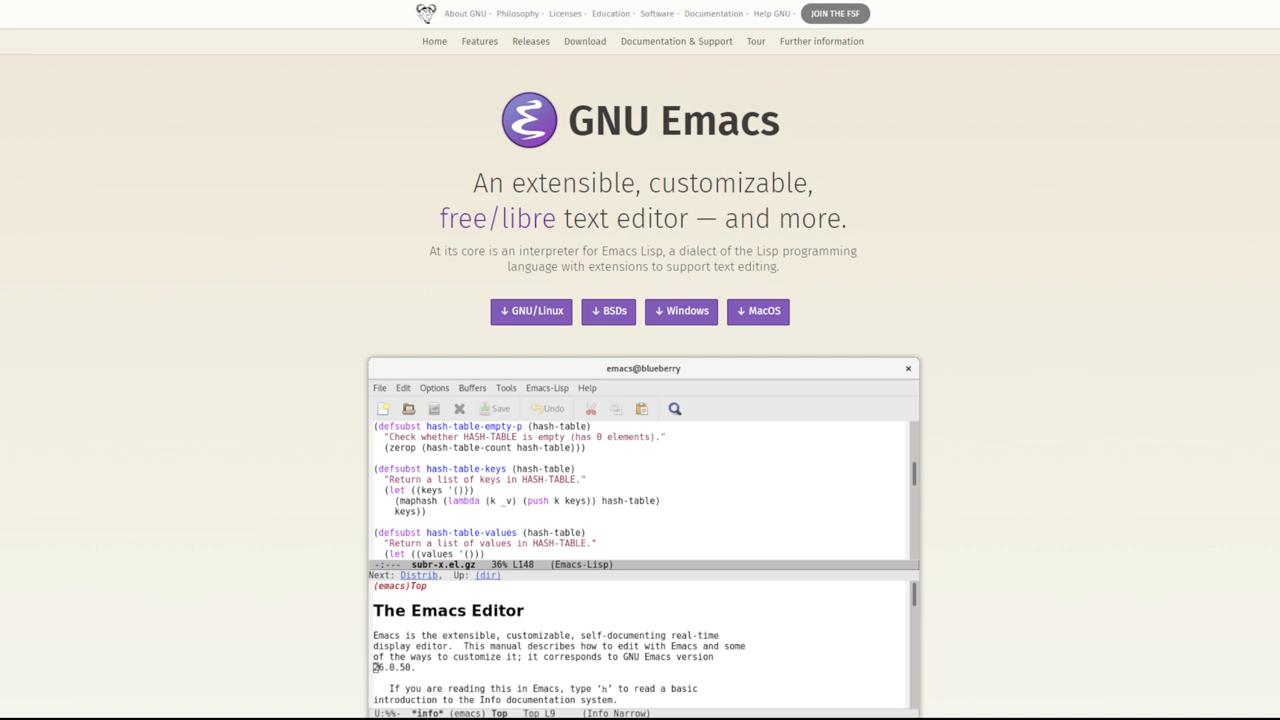 About GNU · Philosophy · Licenses · Education · Software · Documentation · Help GNU · JOIN THE FSF
Home Features Releases Download Documentation & Support Tour Further information
GNU Emacs
An extensible, customizable,
free/libre text editor — and more.
At its core is an interpreter for Emacs Lisp, a dialect of the Lisp programming
language with extensions to support text editing.
↓ GNU/Linux ↓ BSDs ↓ Windows ↓ MacOS
emacs@blueberry ×
File Edit Options Buffers Tools Emacs-Lisp Help
Save Undo
(defsubst hash-table-empty-p (hash-table)
"Check whether HASH-TABLE is empty (has 0 elements)."
(zerop (hash-table-count hash-table)))
(defsubst hash-table-keys (hash-table)
"Return a list of keys in HASH-TABLE."
(let ((keys '()))
(maphash (lambda (k _v) (push k keys)) hash-table)
keys))
(defsubst hash-table-values (hash-table)
"Return a list of values in HASH-TABLE."
(let ((values '()))
-:--- subr-x.el.gz 36% L148 (Emacs-Lisp)
Next: Distrib, Up: (dir)
(emacs)Top
The Emacs Editor
Emacs is the extensible, customizable, self-documenting real-time
display editor. This manual describes how to edit with Emacs and some
of the ways to customize it; it corresponds to GNU Emacs version
26.0.50.
If you are reading this in Emacs, type ‘h’ to read a basic
introduction to the Info documentation system.
U:%%- *info* (emacs) Top Top L9 (Info Narrow)